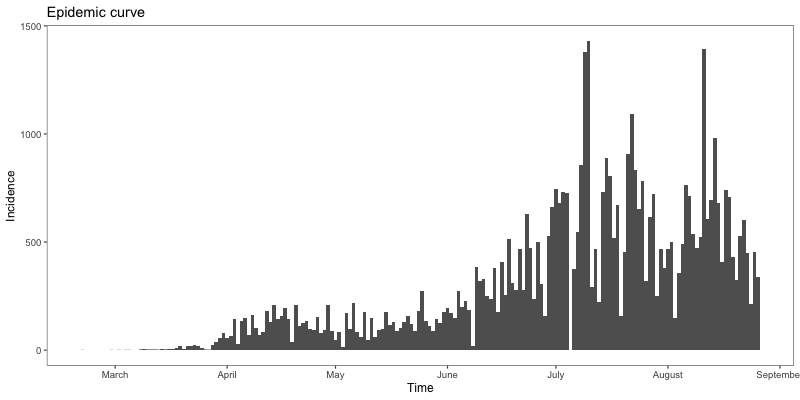 Epidemic curve
1500
1000
500
0
Incidence
March April May June July August Septembe
Time